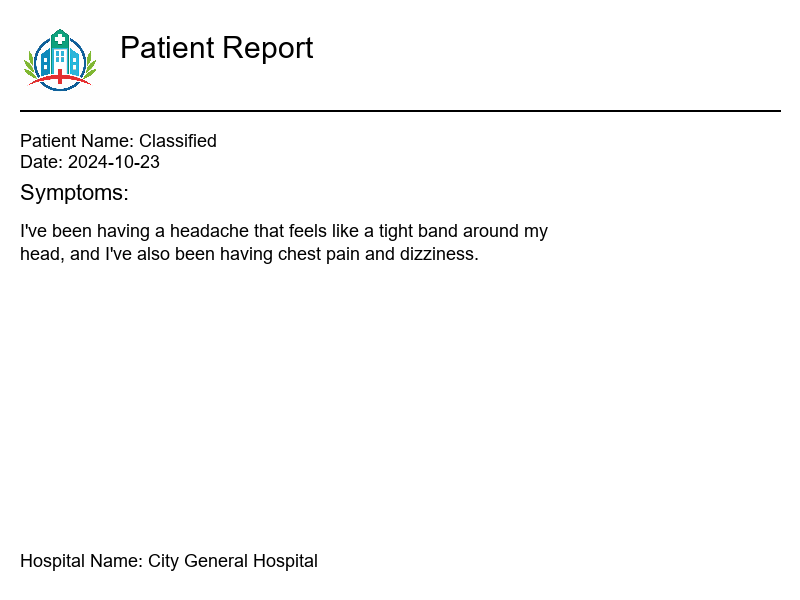 Patient Report
Patient Name: Classified
Date: 2024-10-23
Symptoms:
I've been having a headache that feels like a tight band around my
head, and I've also been having chest pain and dizziness.
Hospital Name: City General Hospital